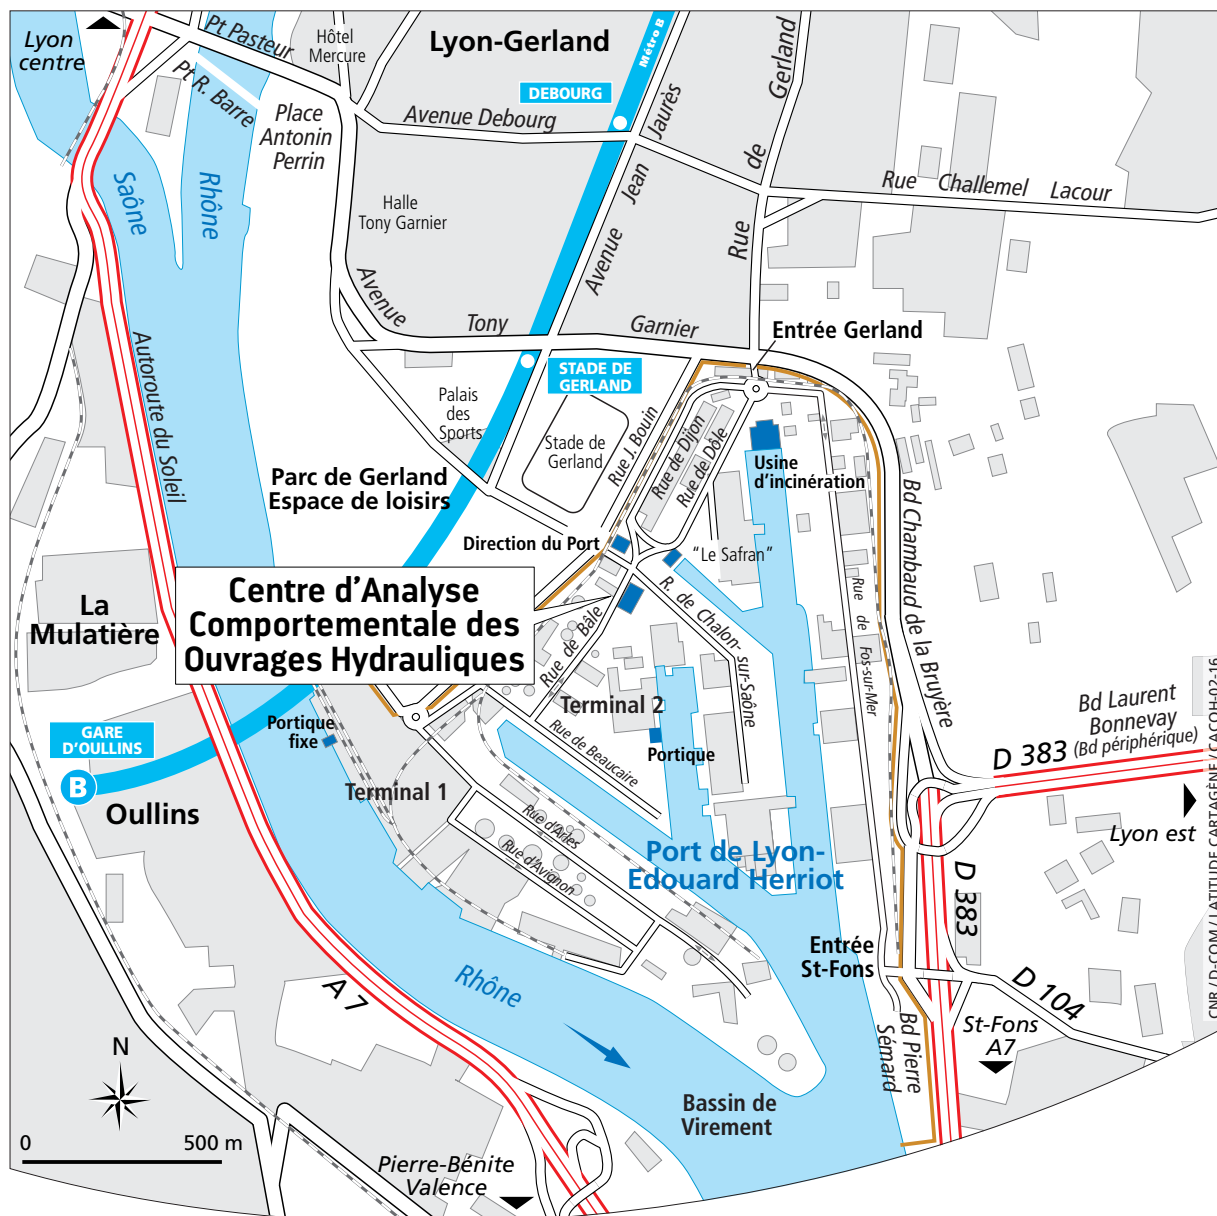 Lyon
centre
Pt Pasteur
Hôtel
Mercure
Lyon-Gerland
Métro B
DEBOURG
Pt R. Barre
Place
Antonin
Perrin
Avenue Debourg
Avenue Jean Jaurès
Rue de Gerland
Rue Challemel Lacour
Saône
Rhône
Halle
Tony Garnier
Avenue Tony Garnier
Entrée Gerland
Autoroute du Soleil
STADE DE
GERLAND
Palais
des
Sports
Stade de
Gerland
Rue J. Bouin
Rue de Dijon
Rue de Dôle
Usine
d'incinération
Parc de Gerland
Espace de loisirs
Direction du Port
"Le Safran"
Bd Chambaud de la Bruyère
Centre d'Analyse
Comportementale des
Ouvrages Hydrauliques
La
Mulatière
Rue de Bâle
R. de Chalon-sur-Saône
Rue de Fos-sur-Mer
GARE
D'OULLINS
B
Oullins
Portique
fixe
Terminal 2
Portique
Rue de Beaucaire
Terminal 1
Rue d'Arles
Rue d'Avignon
Port de Lyon-
Edouard Herriot
Bd Laurent
Bonnevay
(Bd périphérique)
D 383
Lyon est
D 383
Entrée
St-Fons
D 104
St-Fons
A7
Bd Pierre
Sémard
A 7
Rhône
Bassin de
Virement
N
0 500 m
Pierre-Bénite
Valence
CNR / D-COM / LATITUDE CARTAGÈNE / CACOH-02-16